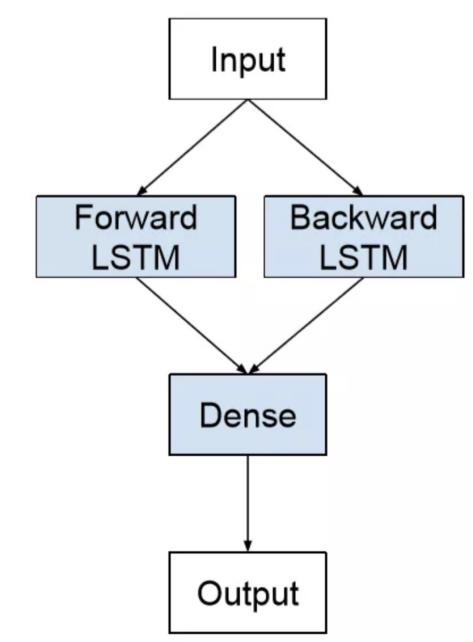 Input
Forward
LSTM
Backward
LSTM
Dense
Output